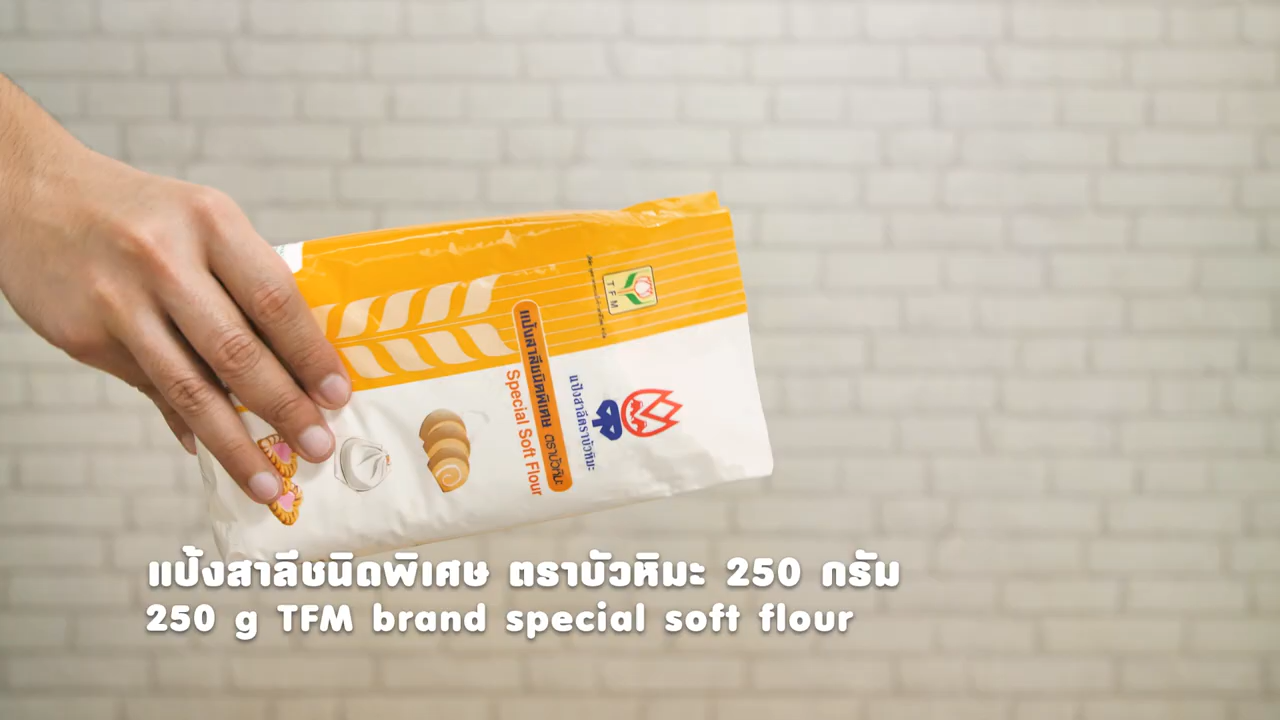 TFM
แป้งสาลีตราบัวหิมะ
แป้งสาลีชนิดพิเศษ ตราบัวหิมะ
Special Soft Flour
แป้งสาลีชนิดพิเศษ ตราบัวหิมะ 250 กรัม
250 g TFM brand special soft flour